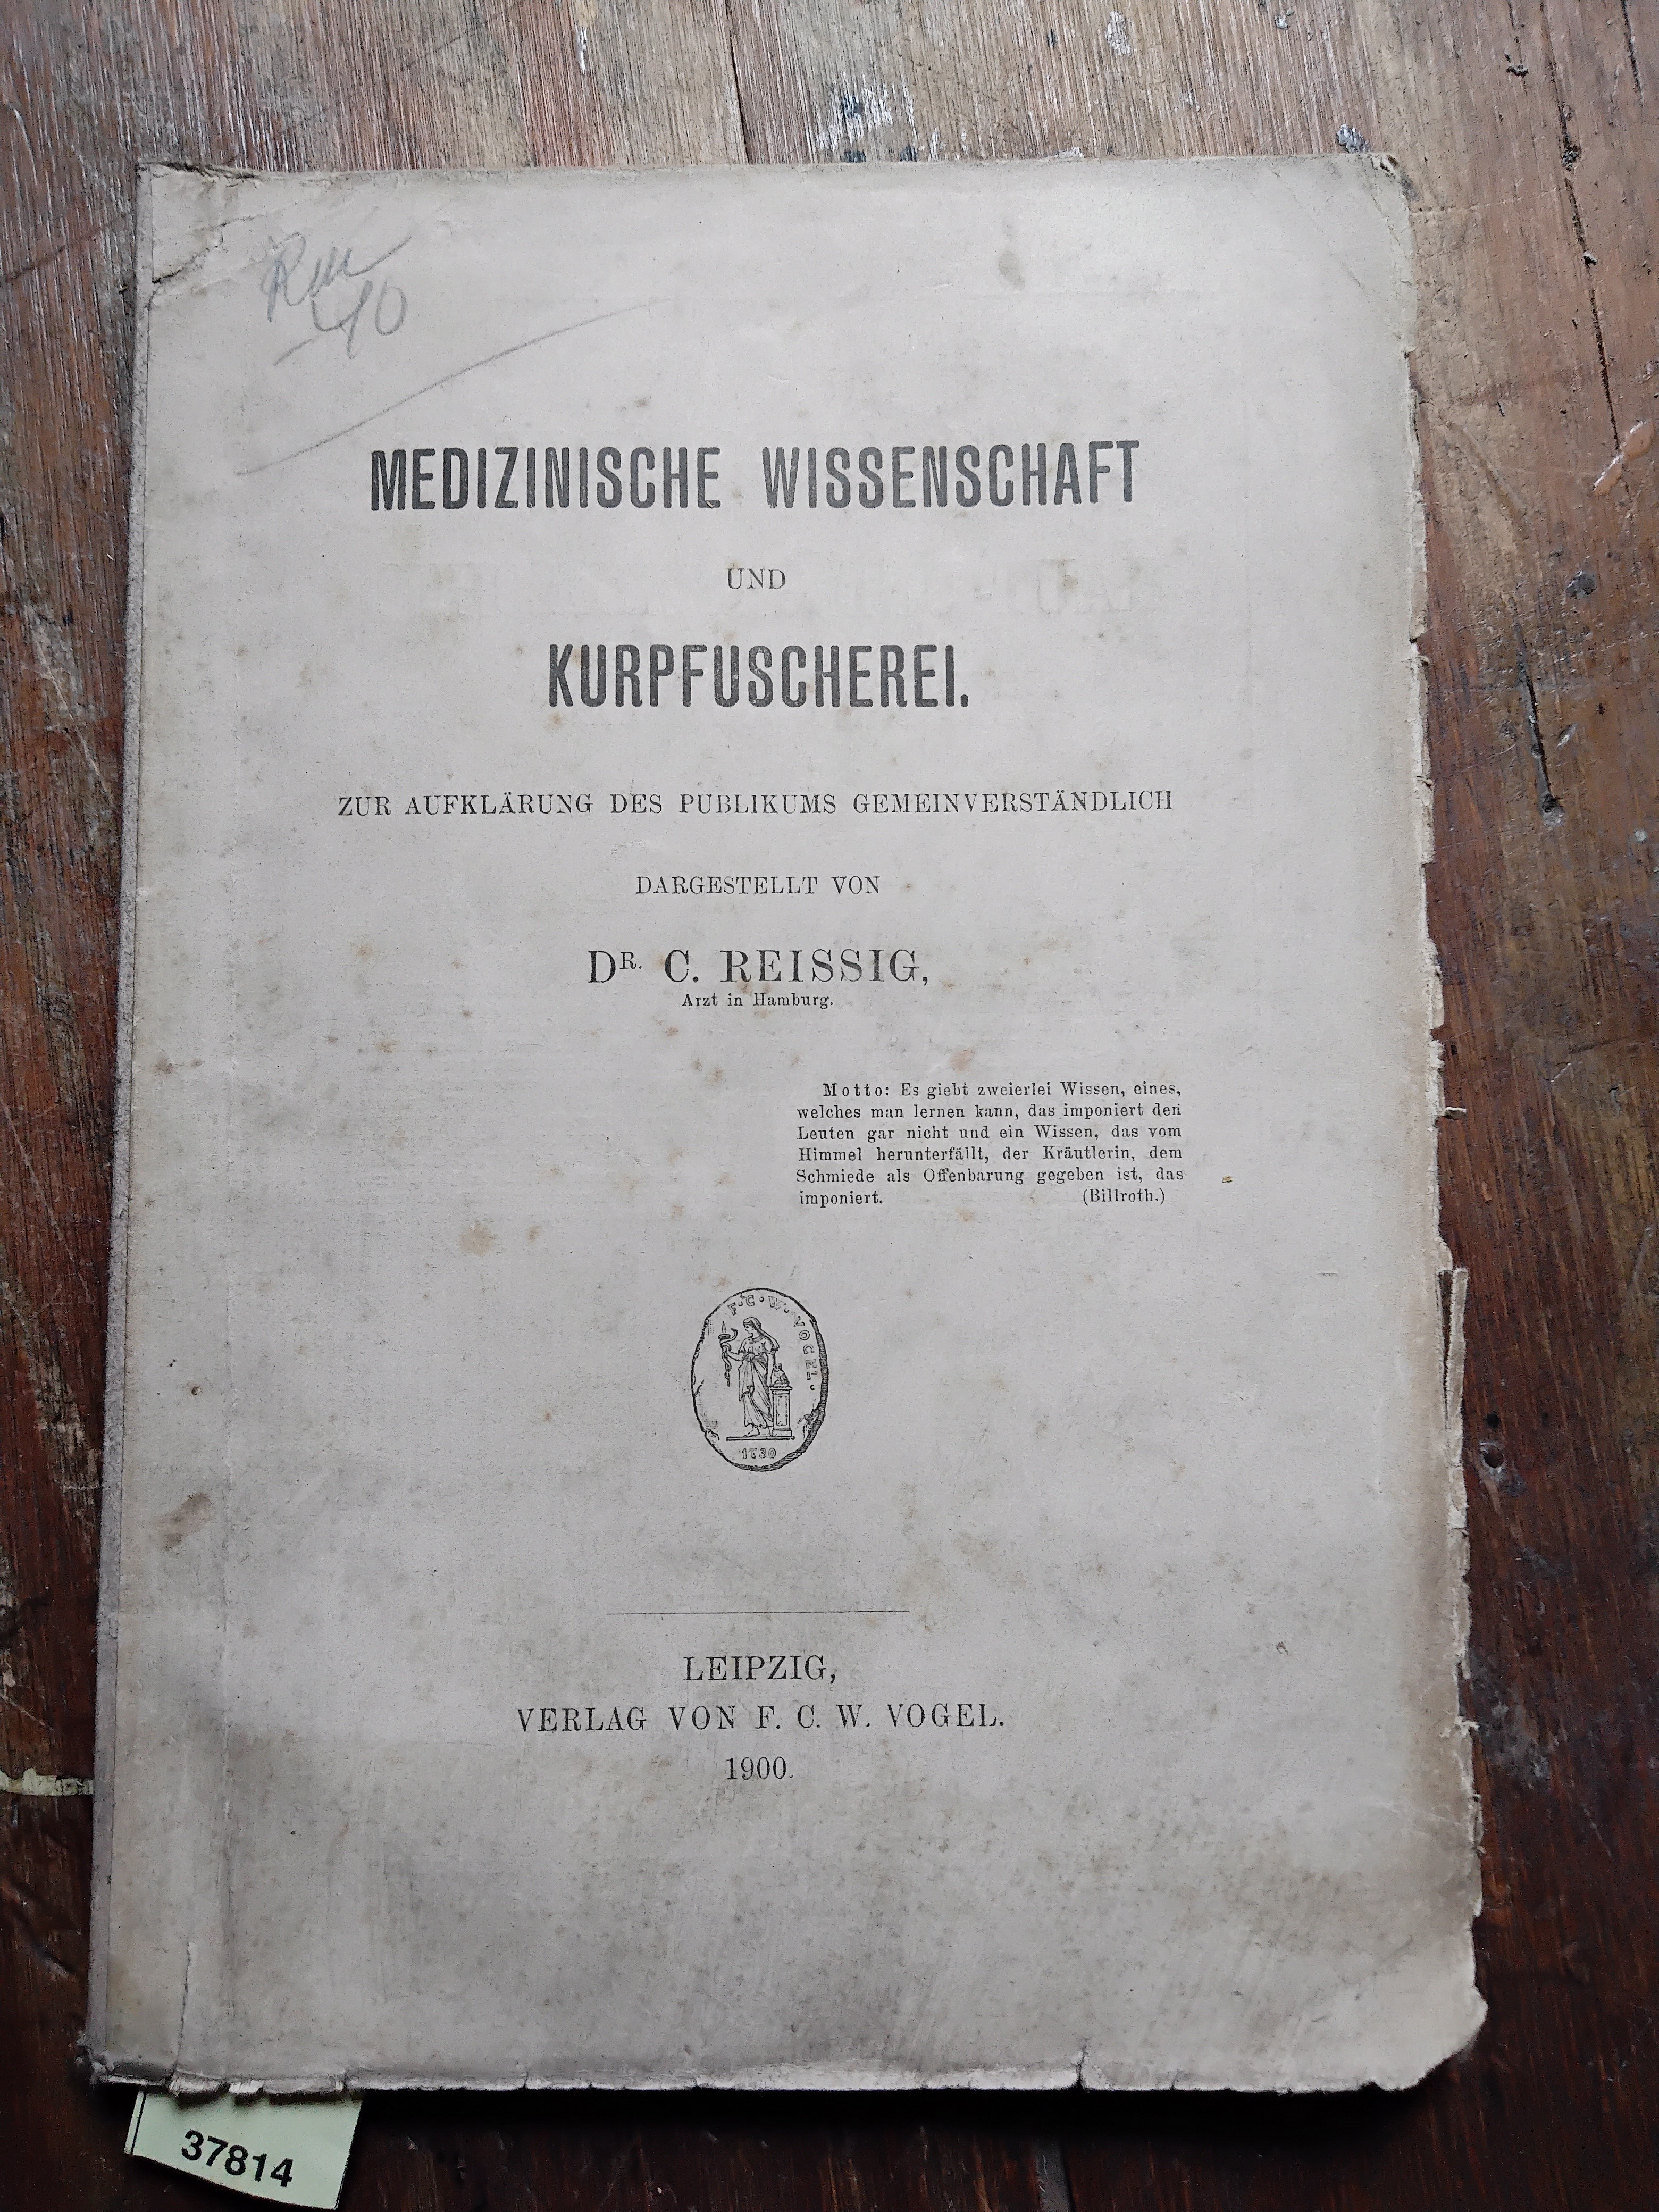 40
MEDIZINISCHE WISSENSCHAFT
UND
KURPFUSCHEREI.
ZUR AUFKLÄRUNG DES PUBLIKUMS GEMEINVERSTÄNDLICH
DARGESTELLT VON
DR. C. REISSIG,
Arzt in Hamburg.
Motto: Es giebt zweierlei Wissen, eines,
welches man lernen kann, das imponiert den
Leuten gar nicht und ein Wissen, das vom
Himmel herunterfällt, der Kräutlerin, dem
Schmiede als Offenbarung gegeben ist, das
imponiert. (Billroth.)
F·C·W·VOGEL·
1730
LEIPZIG,
VERLAG VON F. C. W. VOGEL.
1900.
37814